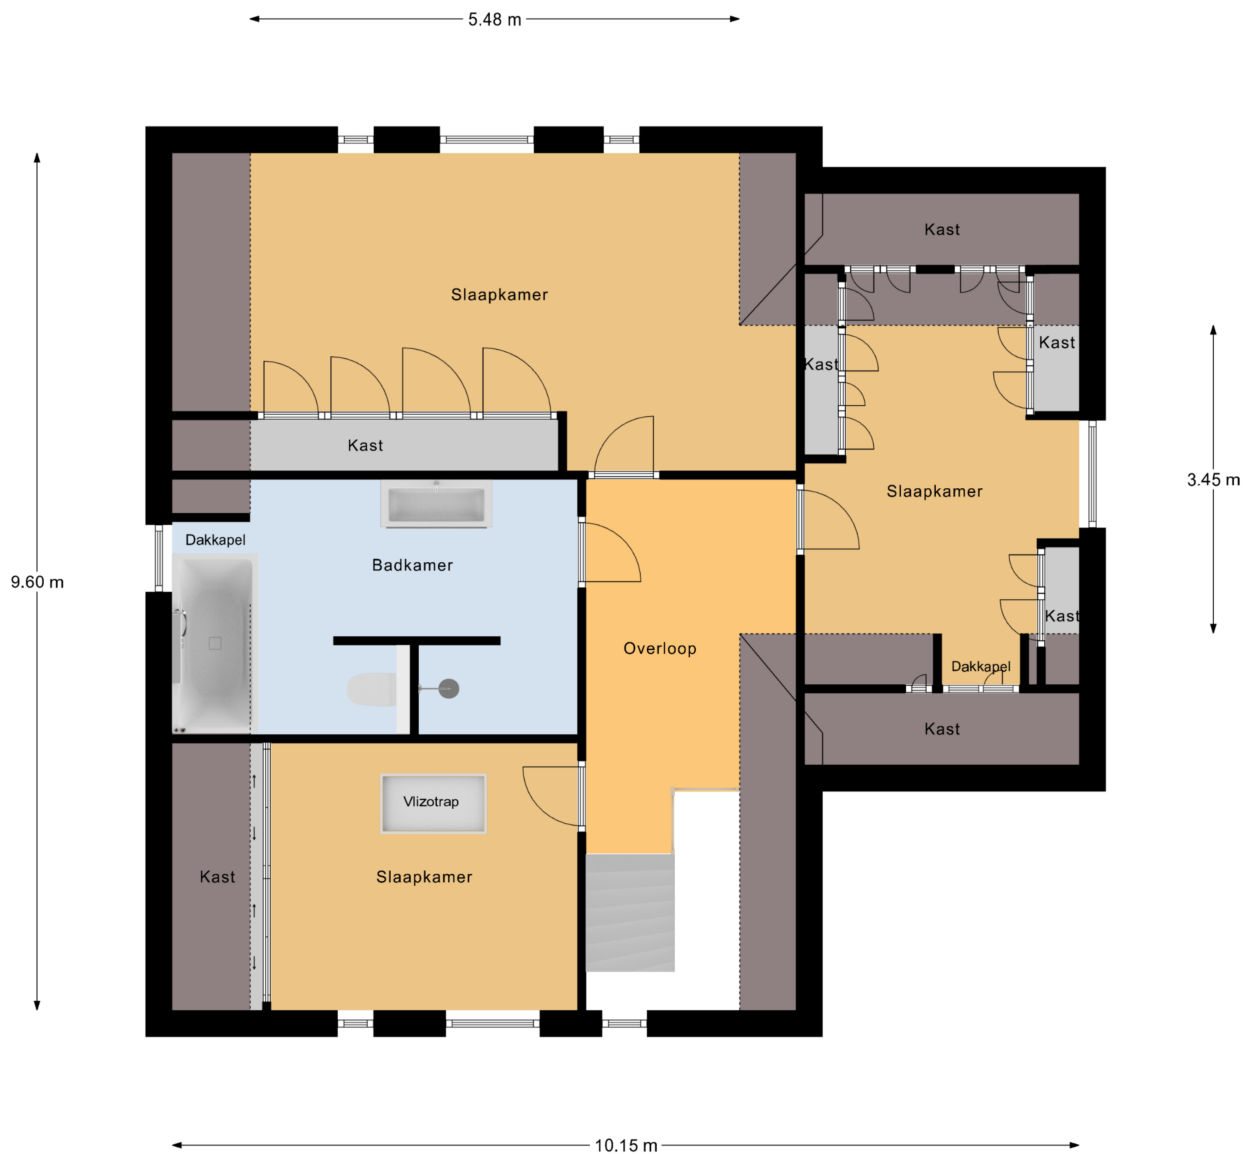 5.48 m
Kast
Slaapkamer
Kast
Kast
Kast
3.45 m
Slaapkamer
Dakkapel
Badkamer
9.60 m
Kast
Overloop
Dakkapel
Kast
Vlizotrap
Kast
Slaapkamer
10.15 m